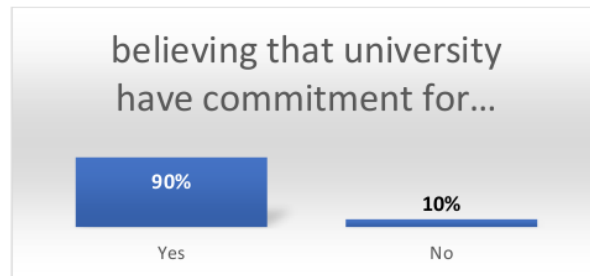 believing that university
have commitment for…
90%
10%
Yes
No